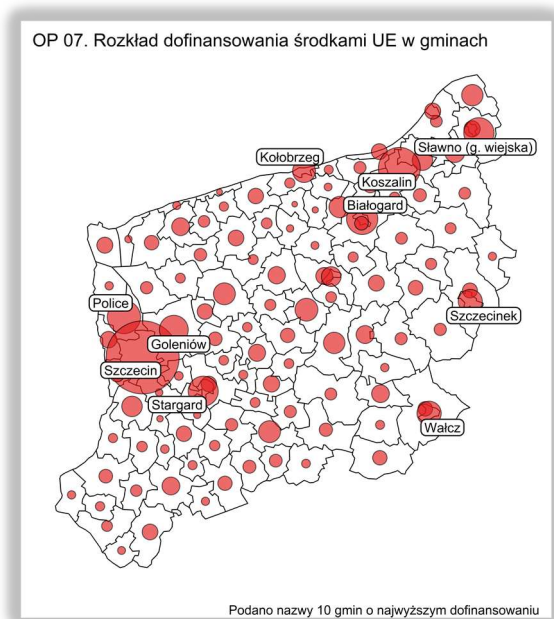 OP 07. Rozkład dofinansowania środkami UE w gminach
Sławno (g. wiejska)
Kołobrzeg
Koszalin
Białogard
Police
Szczecinek
Goleniów
Szczecin
Stargard
Wałcz
Podano nazwy 10 gmin o najwyższym dofinansowaniu